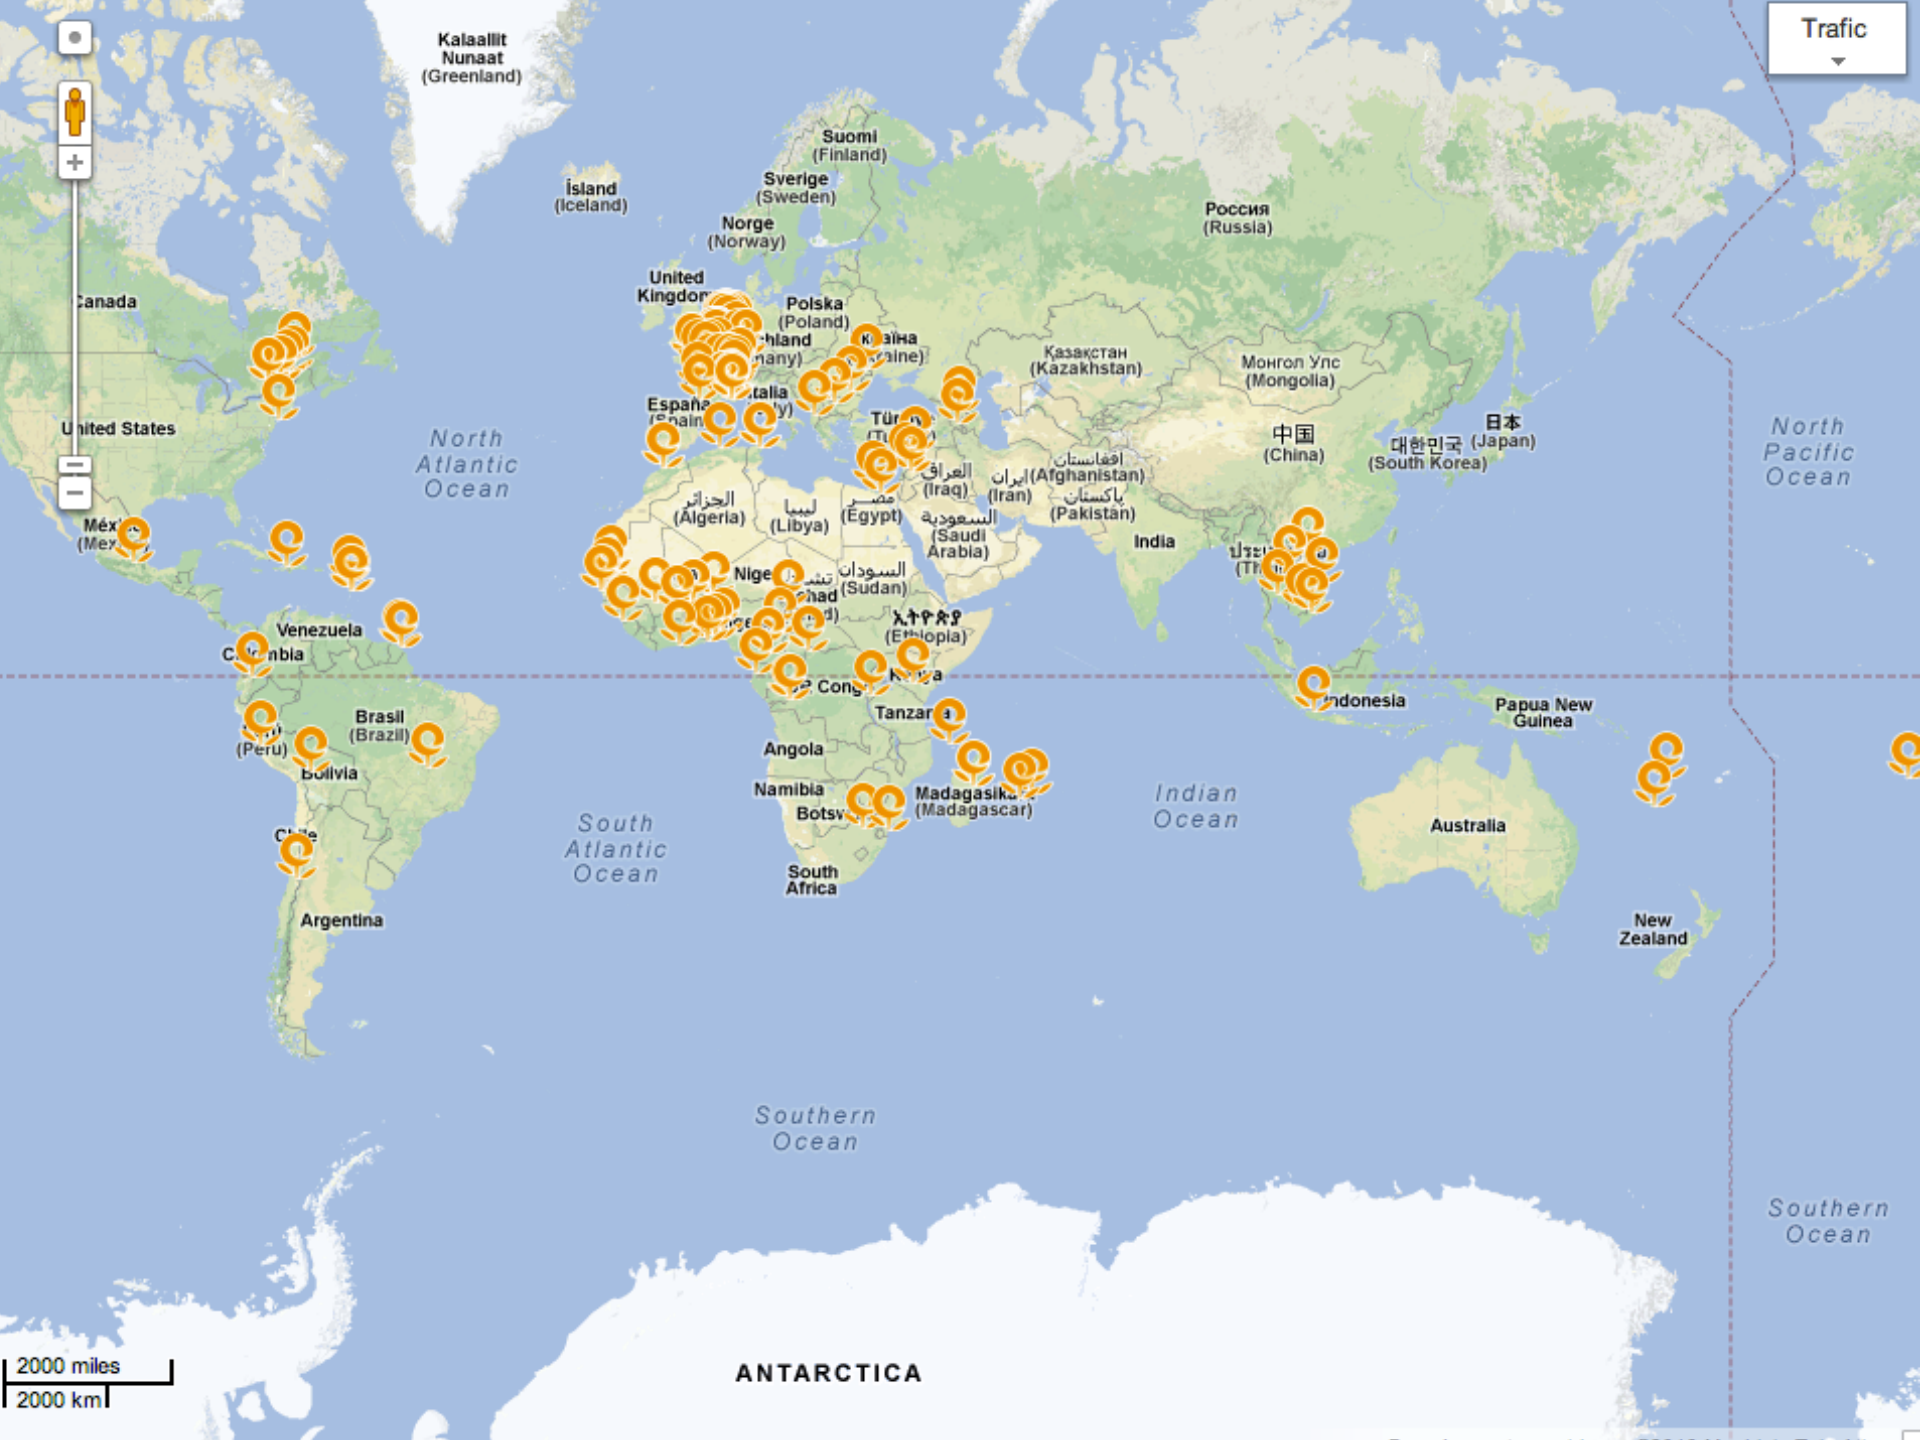 Trafic
Kalaallit
Nunaat
(Greenland)
Suomi
(Finland)
Sverige
(Sweden)
Ísland
(Iceland)
Norge
(Norway)
Россия
(Russia)
United
Kingdom
Canada
Polska
(Poland)
Қазақстан
(Kazakhstan)
Монгол Улс
(Mongolia)
España
United States
中国
(China)
日本
(Japan)
대한민국
(South Korea)
North
Atlantic
Ocean
North
Pacific
Ocean
افغانستان
(Afghanistan)
العراق
(Iraq)
ایران
(Iran)
پاکستان
(Pakistan)
الجزائر
(Algeria)
ليبيا
(Libya)
مصر
(Egypt)
السعودية
(Saudi
Arabia)
India
السودان
(Sudan)
ኢትዮጵያ
(Ethiopia)
Venezuela
Indonesia
Papua New
Guinea
Brasil
(Brazil)
(Peru)
Bolivia
Angola
Namibia
Madagasikara
(Madagascar)
Indian
Ocean
Australia
South
Atlantic
Ocean
South
Africa
Argentina
New
Zealand
Southern
Ocean
Southern
Ocean
ANTARCTICA
2000 miles
2000 km